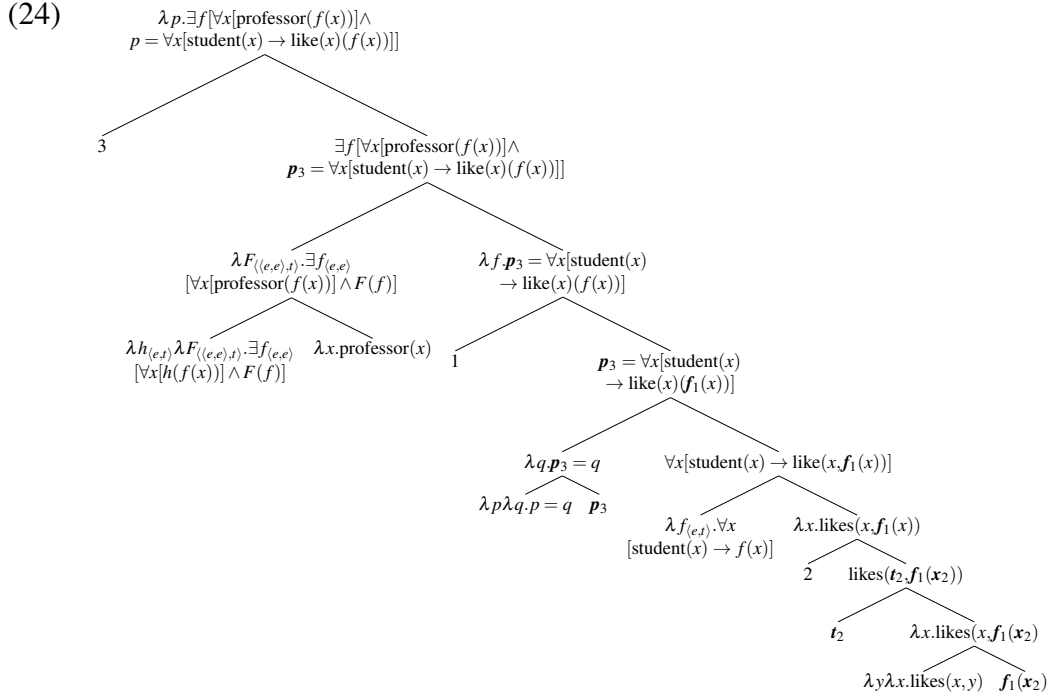 (24)
λp.∃f[∀x[professor(f(x))]∧
p = ∀x[student(x) → like(x)(f(x))]]
3
∃f[∀x[professor(f(x))]∧
p₃ = ∀x[student(x) → like(x)(f(x))]]
λF⟨⟨e,e⟩,t⟩.∃f⟨e,e⟩
[∀x[professor(f(x))] ∧ F(f)]
λf.p₃ = ∀x[student(x)
→ like(x)(f(x))]
λh⟨e,t⟩λF⟨⟨e,e⟩,t⟩.∃f⟨e,e⟩
[∀x[h(f(x))] ∧ F(f)]
λx.professor(x)
1
p₃ = ∀x[student(x)
→ like(x)(f₁(x))]
λq.p₃ = q
∀x[student(x) → like(x,f₁(x))]
λpλq.p = q
p₃
λf⟨e,t⟩.∀x
[student(x) → f(x)]
λx.likes(x,f₁(x))
2
likes(t₂,f₁(x₂))
t₂
λx.likes(x,f₁(x₂)
λyλx.likes(x,y)
f₁(x₂)